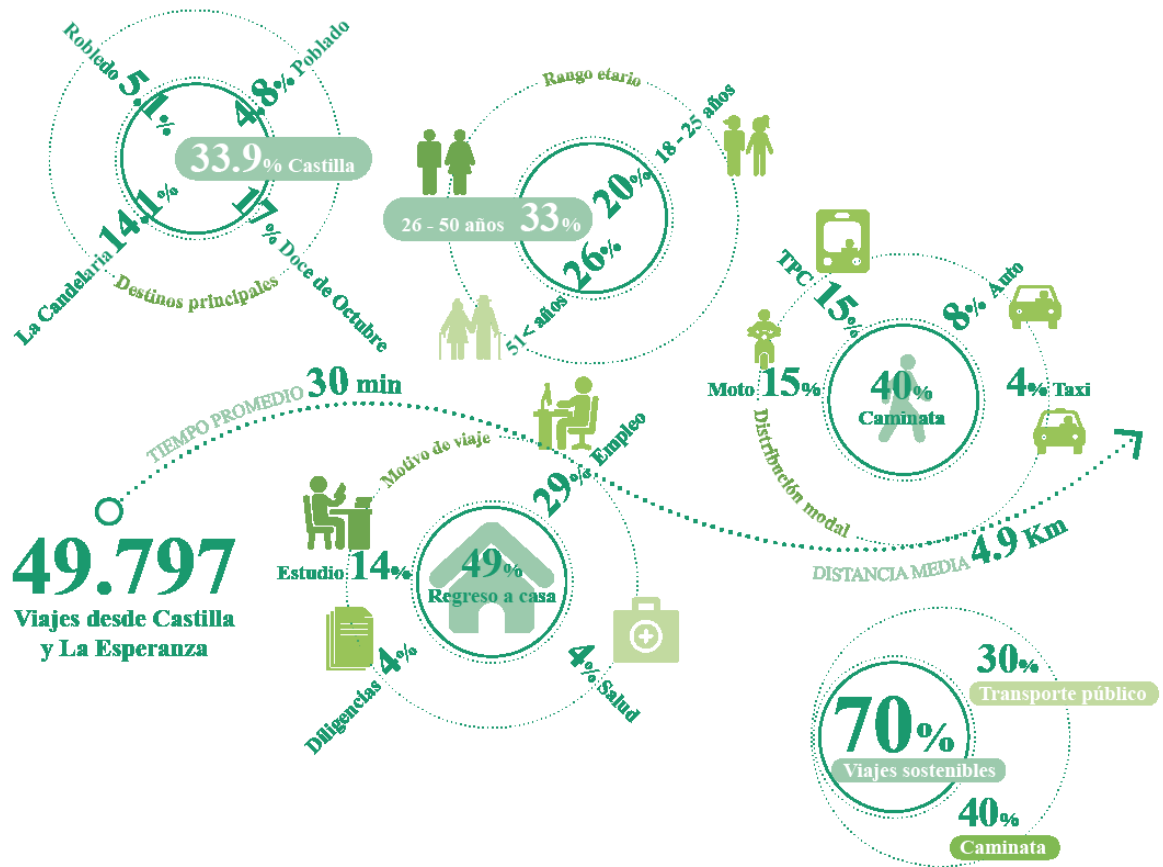 Robledo 5.1%
4.8% Poblado
33.9% Castilla
La Candelaria 14.1%
17% Doce de Octubre
Destinos principales
Rango etario
18 - 25 años 20%
26 - 50 años 33%
51< años 26%
TPC 15%
8% Auto
Moto 15%
40%
Caminata
4% Taxi
Distribución modal
TIEMPO PROMEDIO 30 min
Motivo de viaje
29% Empleo
Estudio 14%
49%
Regreso a casa
Diligencias 4%
4% Salud
49.797
Viajes desde Castilla
y La Esperanza
DISTANCIA MEDIA 4.9 Km
30%
Transporte público
70%
Viajes sostenibles
40%
Caminata